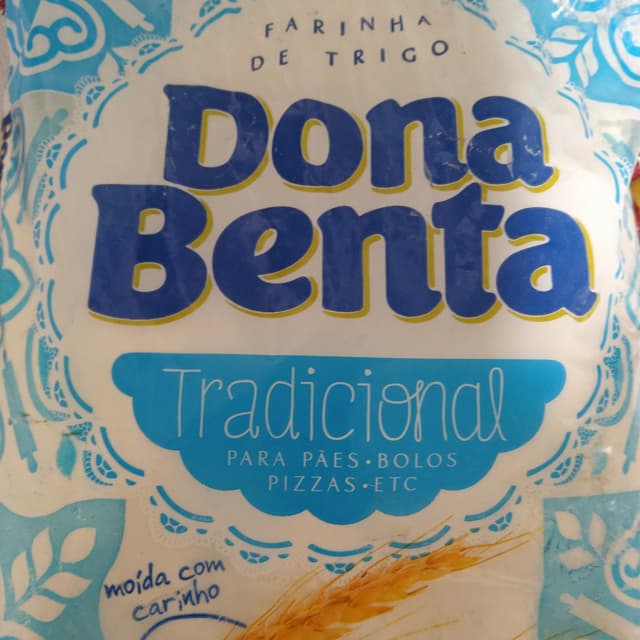 FARINHA
DE TRIGO
Dona
Benta
Tradicional
PARA PÃES•BOLOS
PIZZAS•ETC
moída com
carinho